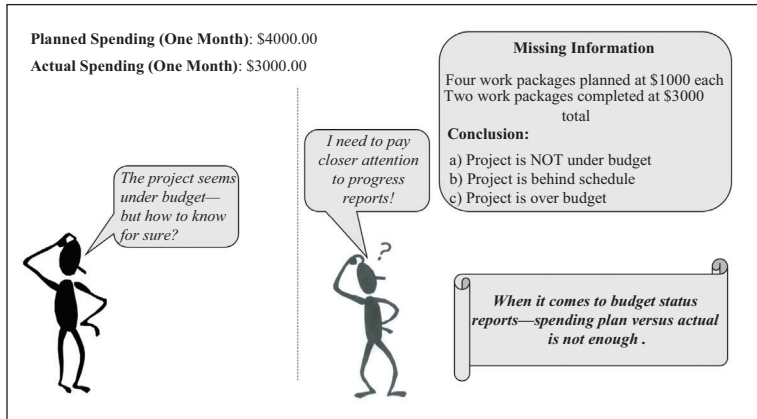 Planned Spending (One Month): $4000.00
Actual Spending (One Month): $3000.00
The project seems
under budget—
but how to know
for sure?
I need to pay
closer attention
to progress
reports!
?
Missing Information
Four work packages planned at $1000 each
Two work packages completed at $3000
total
Conclusion:
a) Project is NOT under budget
b) Project is behind schedule
c) Project is over budget
When it comes to budget status
reports—spending plan versus actual
is not enough .